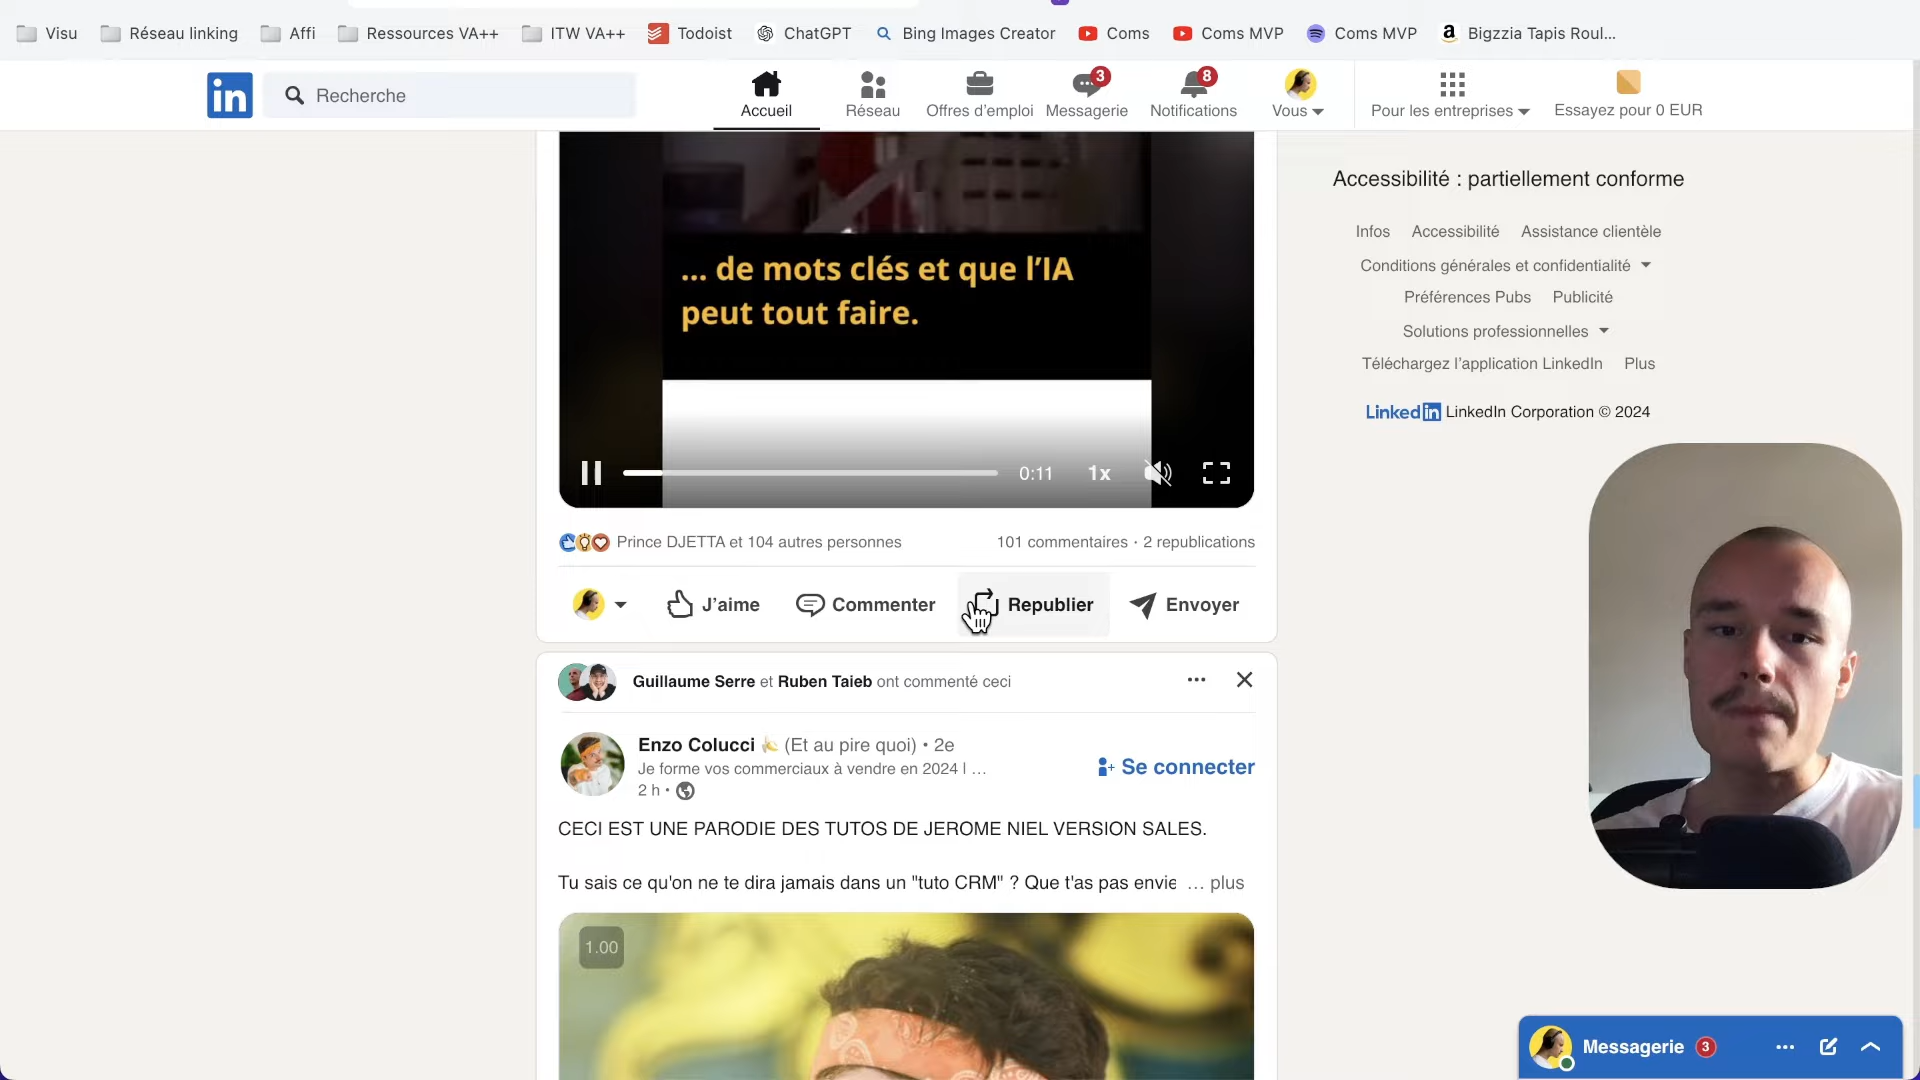 Visu
Réseau linking
Affi
Ressources VA++
ITW VA++
Todoist
ChatGPT
Bing Images Creator
Coms
Coms MVP
Coms MVP
a
Bigzzia Tapis Roul...
in
Recherche
Accueil
Réseau
Offres d'emploi
3
Messagerie
8
Notifications
Vous
Pour les entreprises
Essayez pour 0 EUR
... de mots clés et que l'IA
peut tout faire.
0:11
1x
Prince DJETTA et 104 autres personnes
101 commentaires · 2 republications
J'aime
Commenter
Republier
Envoyer
Guillaume Serre et Ruben Taieb ont commenté ceci
Enzo Colucci 🍌 (Et au pire quoi) • 2e
Je forme vos commerciaux à vendre en 2024 I ...
2 h •
Se connecter
CECI EST UNE PARODIE DES TUTOS DE JEROME NIEL VERSION SALES.
Tu sais ce qu'on ne te dira jamais dans un "tuto CRM" ? Que t'as pas envie … plus
1.00
Accessibilité : partiellement conforme
Infos
Accessibilité
Assistance clientèle
Conditions générales et confidentialité
Préférences Pubs
Publicité
Solutions professionnelles
Téléchargez l'application LinkedIn
Plus
LinkedIn LinkedIn Corporation © 2024
Messagerie 3